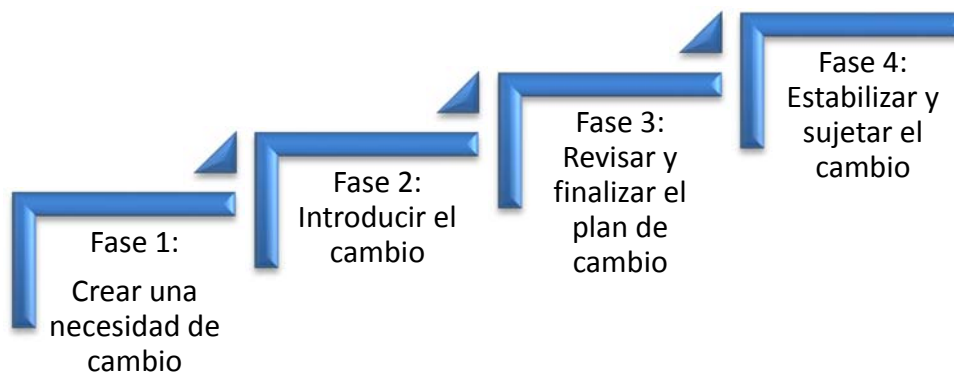 Fase 1:
Crear una
necesidad de
cambio
Fase 2:
Introducir el
cambio
Fase 3:
Revisar y
finalizar el
plan de
cambio
Fase 4:
Estabilizar y
sujetar el
cambio